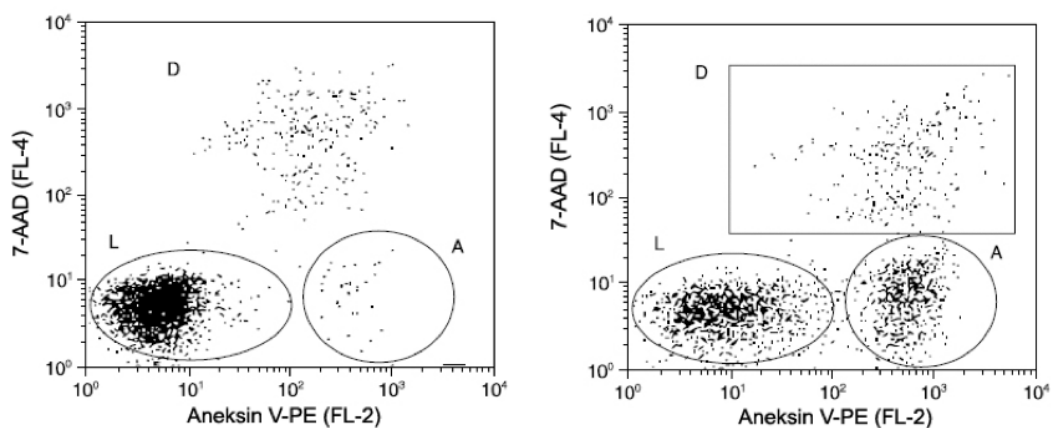 10⁴
D
10³
7-AAD (FL-4)
10²
L
A
10¹
10⁰
10⁰ 10¹ 10² 10³ 10⁴
Aneksin V-PE (FL-2)
10⁴
D
10³
7-AAD (FL-4)
10²
L
A
10¹
10⁰
10⁰ 10¹ 10² 10³ 10⁴
Aneksin V-PE (FL-2)